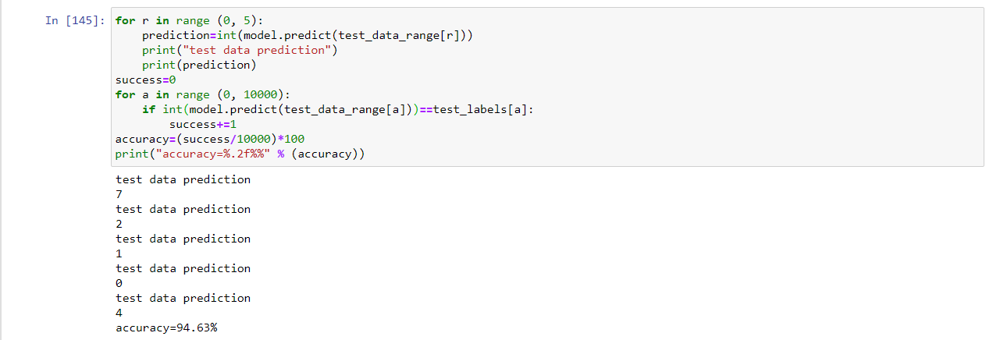 In [145]: for r in range (0, 5):
    prediction=int(model.predict(test_data_range[r]))
    print("test data prediction")
    print(prediction)
success=0
for a in range (0, 10000):
    if int(model.predict(test_data_range[a]))==test_labels[a]:
        success+=1
accuracy=(success/10000)*100
print("accuracy=%.2f%%" % (accuracy))
test data prediction
7
test data prediction
2
test data prediction
1
test data prediction
0
test data prediction
4
accuracy=94.63%